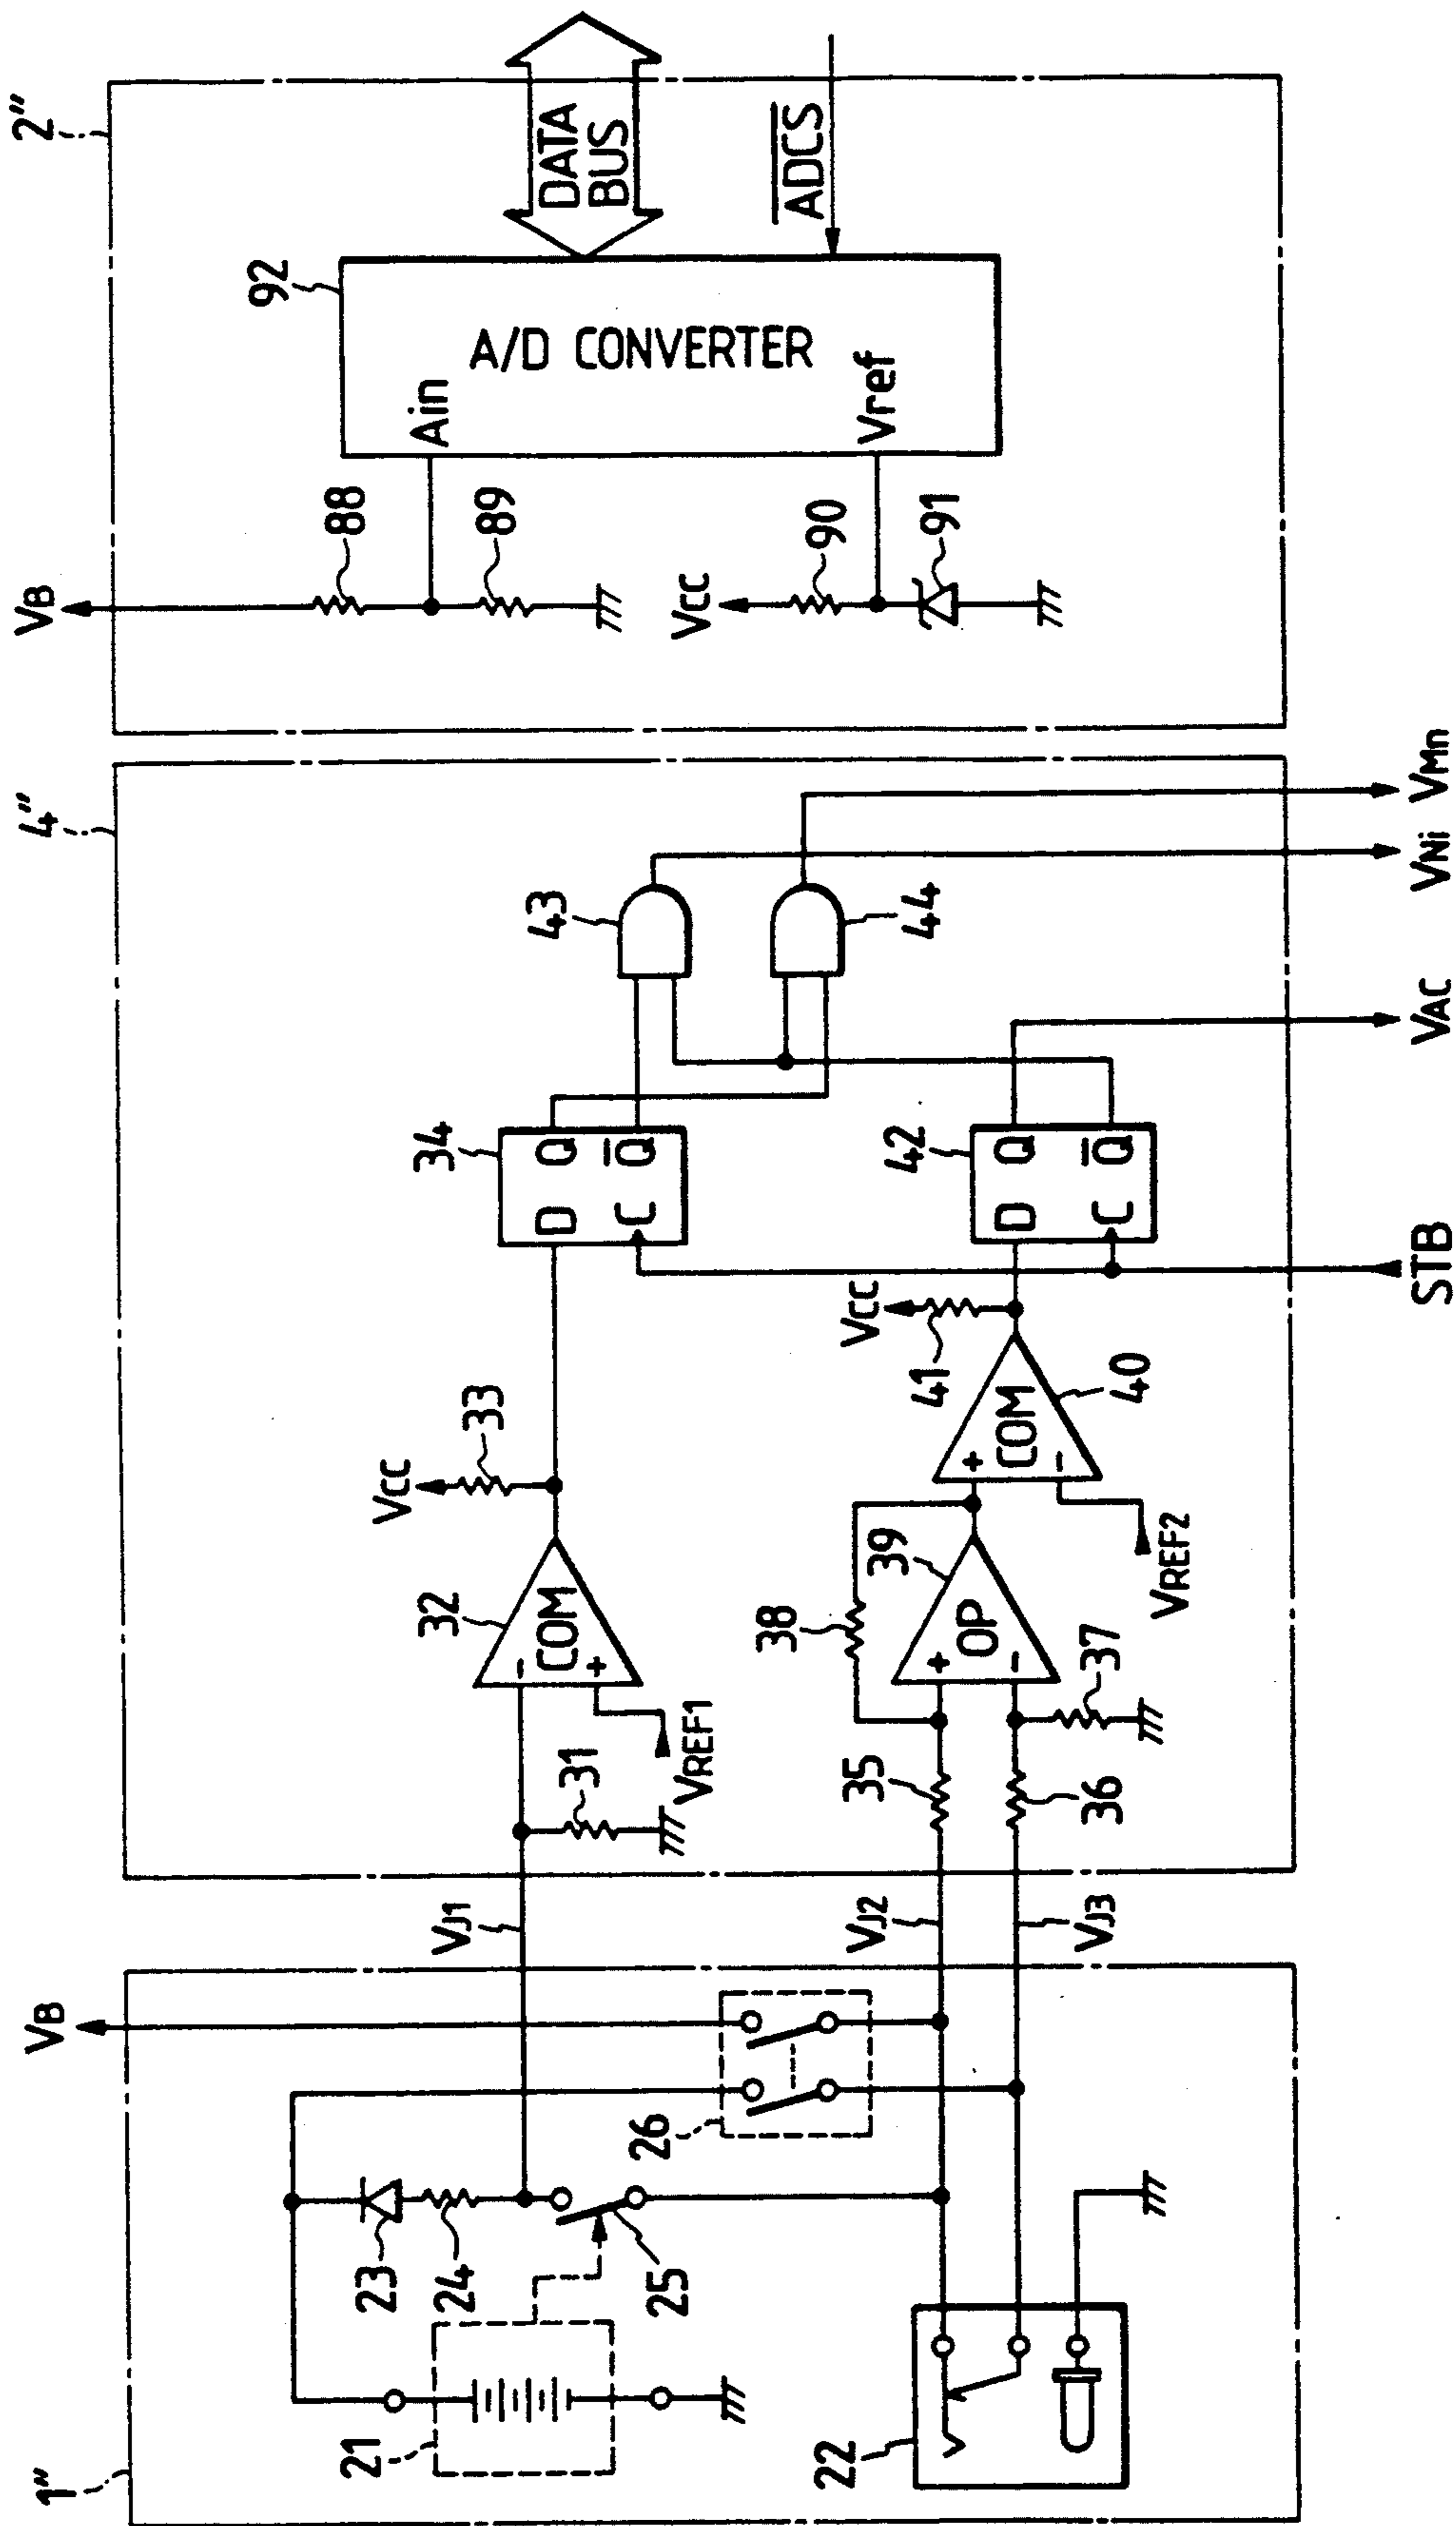 1″
21
22
23
24
25
26
VB
VJ1
VJ2
VJ3
4″
31
VREF1
32
COM
-
+
VCC
33
34
D
Q
C
Q̅
35
36
37
38
39
OP
+
-
VREF2
40
COM
+
-
VCC
41
42
D
Q
C
Q̅
43
44
STB
VAC
VNi
VMn
2″
VB
88
89
VCC
90
91
92
A/D CONVERTER
Ain
Vref
DATA
BUS
A̅D̅C̅S̅